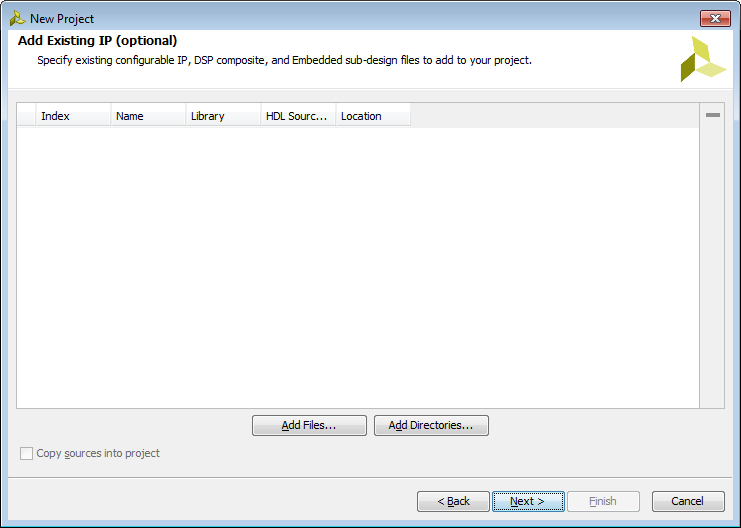 New Project
Add Existing IP (optional)
Specify existing configurable IP, DSP composite, and Embedded sub-design files to add to your project.
Index Name Library HDL Sourc... Location
Add Files... Add Directories...
Copy sources into project
< Back Next > Finish Cancel